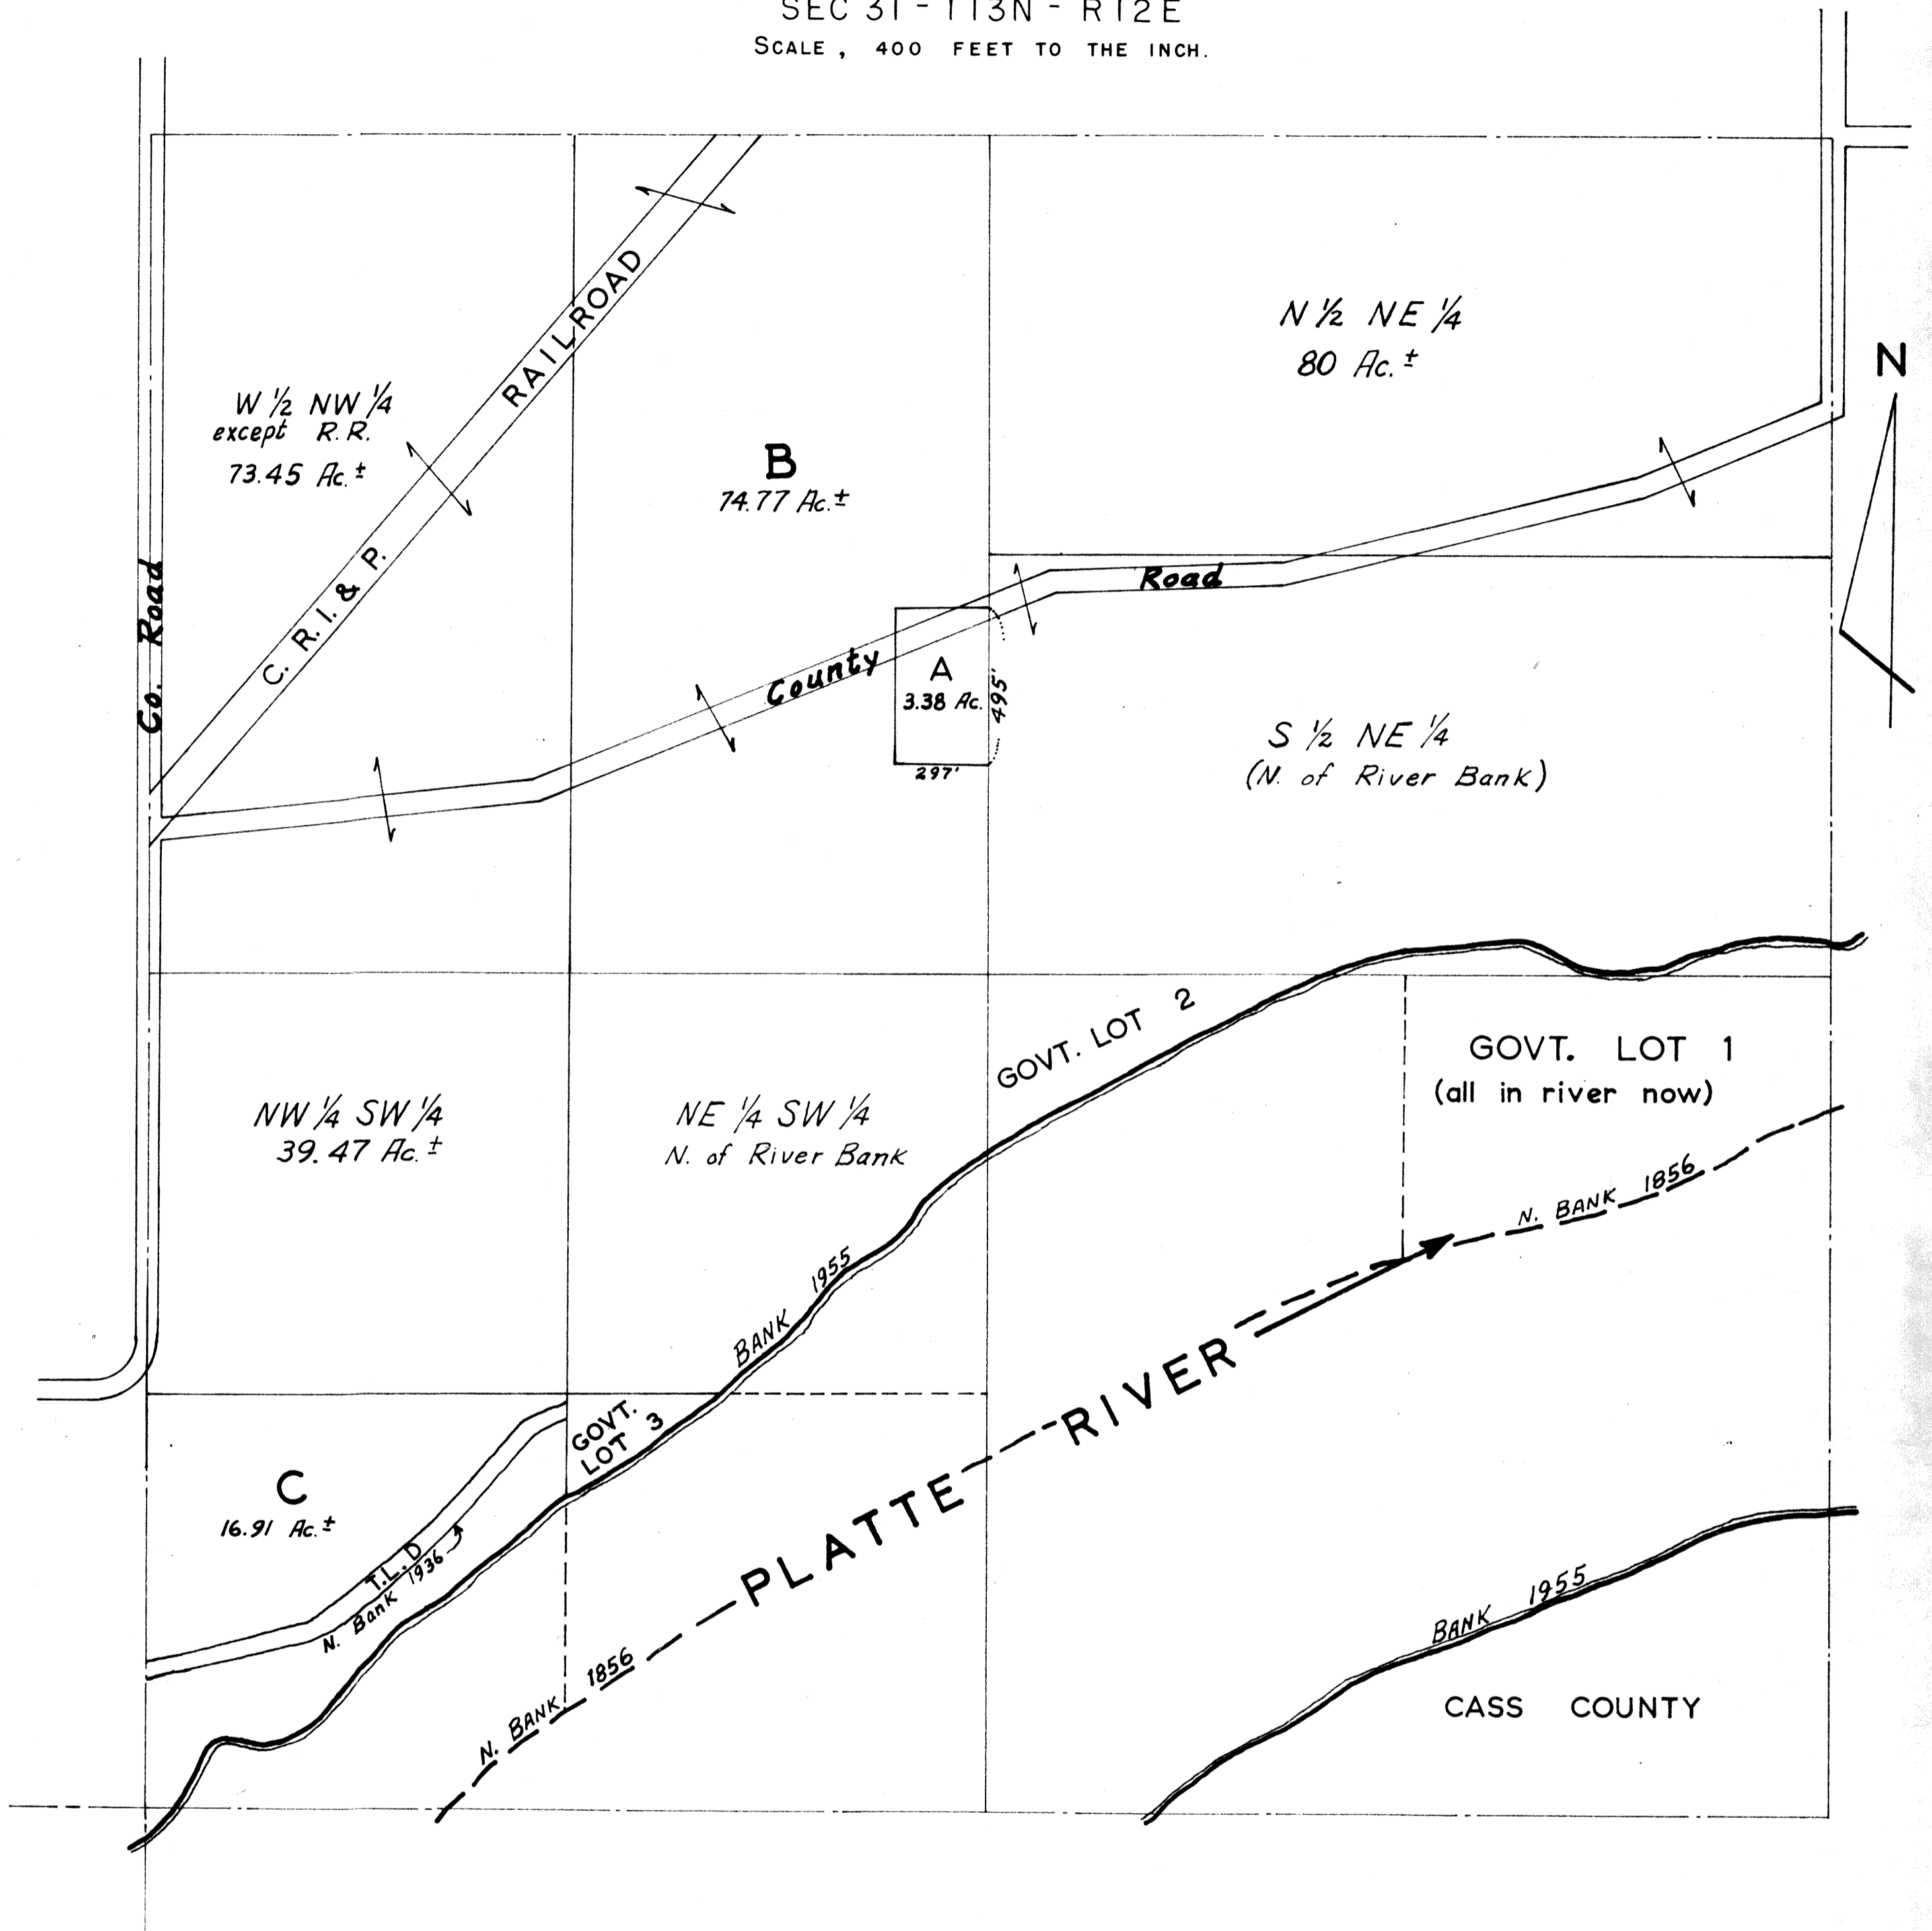 SEC 31 - T13N - R12E
SCALE, 400 FEET TO THE INCH.
N ½ NE ¼
80 Ac.±
N
W ½ NW ¼
except R.R.
73.45 Ac.±
C. R. I. & P. RAILROAD
B
74.77 Ac.±
Co. Road
County Road
A
3.38 Ac.
495'
297'
S ½ NE ¼
(N. of River Bank)
GOVT. LOT 2
GOVT. LOT 1
(all in river now)
NW ¼ SW ¼
39.47 Ac.±
NE ¼ SW ¼
N. of River Bank
N. BANK 1856
BANK 1955
GOVT.
LOT 3
PLATTE RIVER
C
16.91 Ac.±
T.L.D
N. Bank 1936
N. BANK 1856
BANK 1955
CASS COUNTY